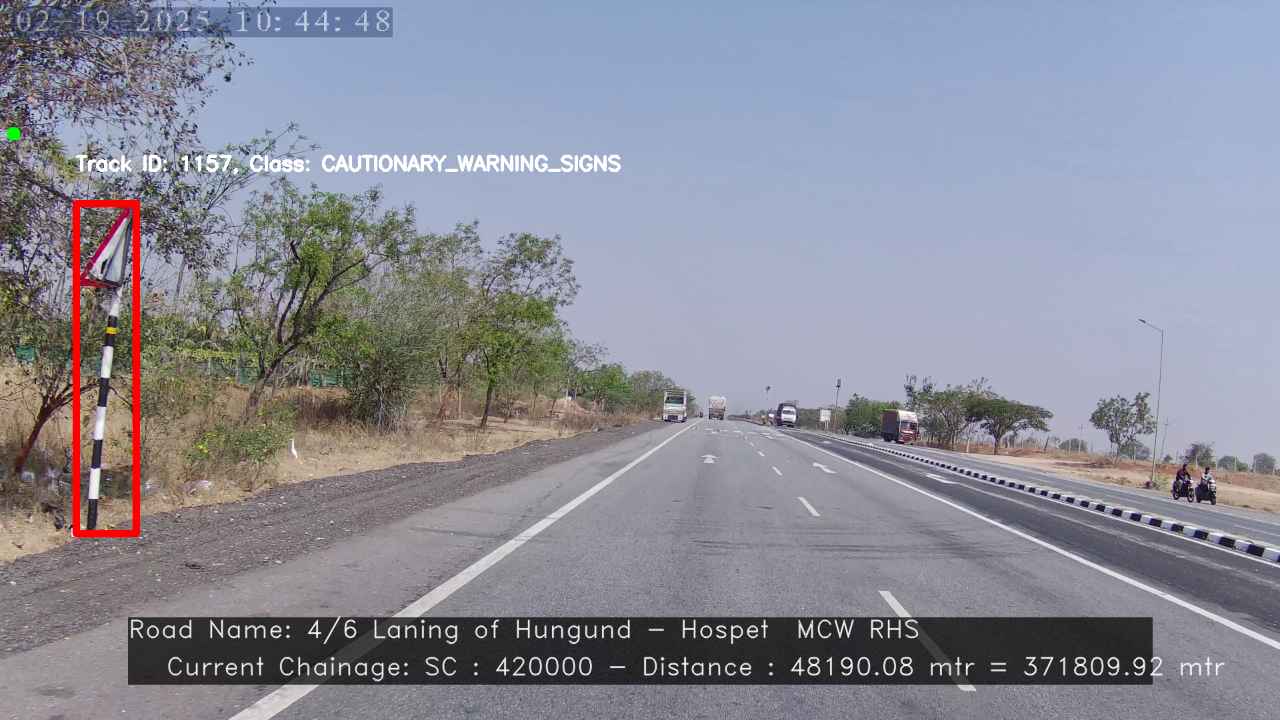 02-19-2025 10:44:48
Track ID: 1157, Class: CAUTIONARY_WARNING_SIGNS
Road Name: 4/6 Laning of Hungund - Hospet  MCW RHS
Current Chainage: SC : 420000 - Distance : 48190.08 mtr = 371809.92 mtr